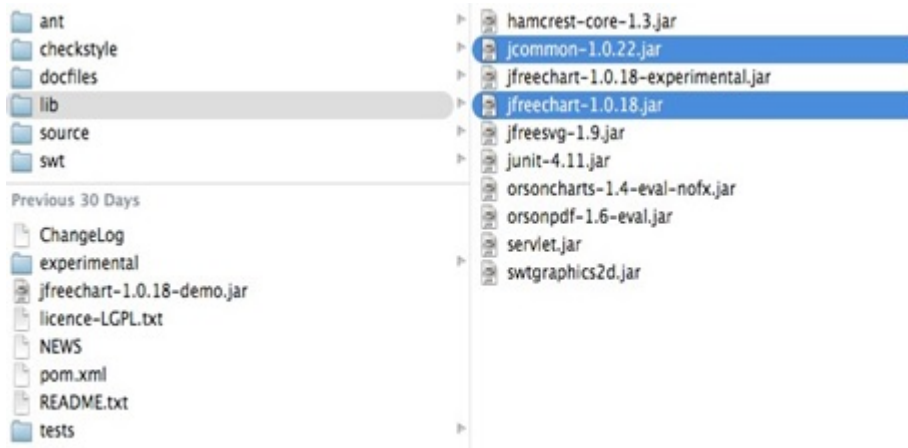 ant
checkstyle
docfiles
lib
source
swt
Previous 30 Days
ChangeLog
experimental
jfreechart-1.0.18-demo.jar
licence-LGPL.txt
NEWS
pom.xml
README.txt
tests
hamcrest-core-1.3.jar
jcommon-1.0.22.jar
jfreechart-1.0.18-experimental.jar
jfreechart-1.0.18.jar
jfreesvg-1.9.jar
junit-4.11.jar
orsoncharts-1.4-eval-nofx.jar
orsonpdf-1.6-eval.jar
servlet.jar
swtgraphics2d.jar